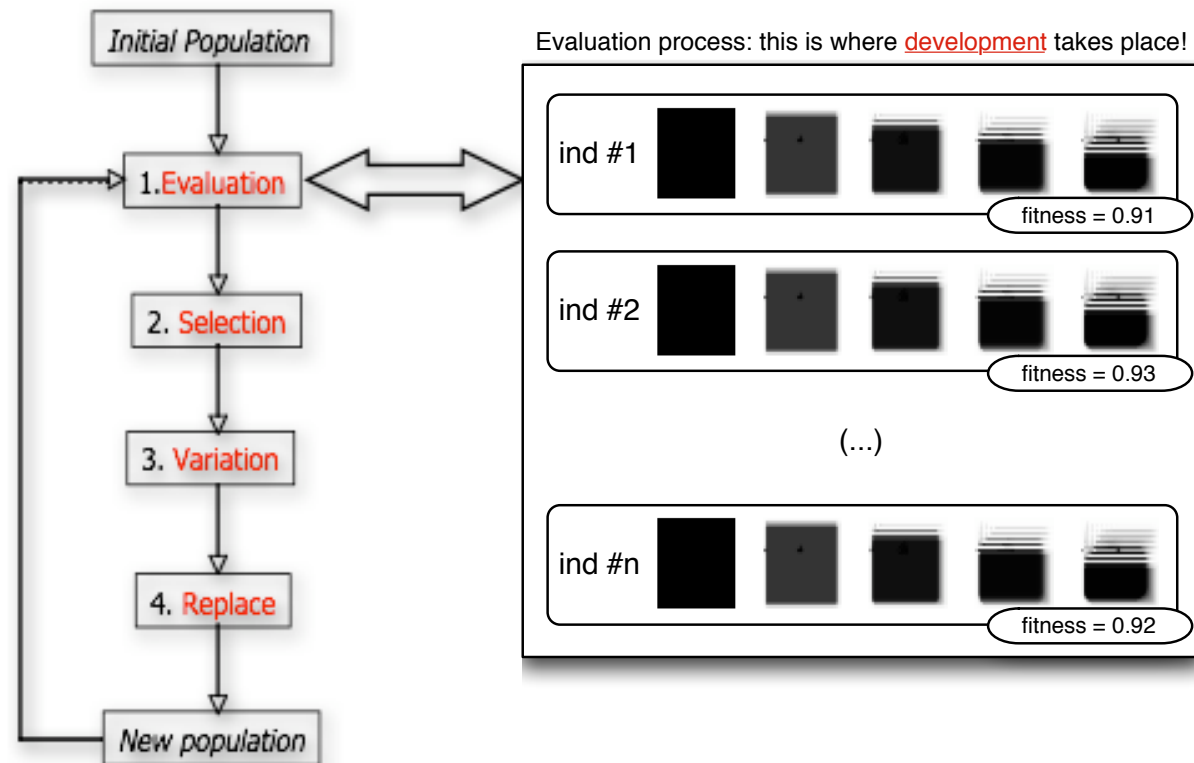 Initial Population
1.Evaluation
2. Selection
3. Variation
4. Replace
New population
Evaluation process: this is where development takes place!
ind #1
fitness = 0.91
ind #2
fitness = 0.93
(...)
ind #n
fitness = 0.92